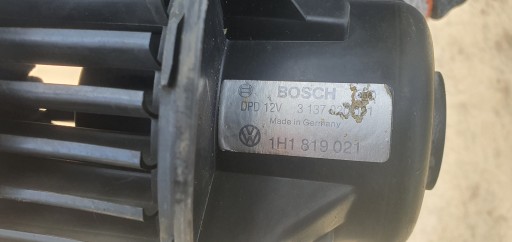 BOSCH
DPD 12V 3 137
Made in Germany
1H1 819 021